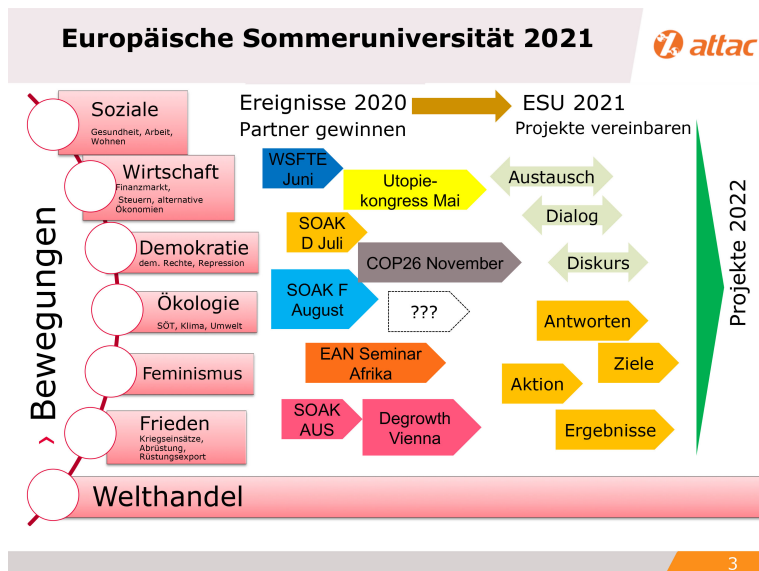 Europäische Sommeruniversität 2021
attac
Soziale
Gesundheit, Arbeit,
Wohnen
Wirtschaft
Finanzmarkt,
Steuern, alternative
Ökonomien
Demokratie
dem. Rechte, Repression
Ökologie
SÖT, Klima, Umwelt
Feminismus
Frieden
Kriegseinsätze,
Abrüstung,
Rüstungsexport
Welthandel
› Bewegungen
Ereignisse 2020
Partner gewinnen
WSFTE
Juni
Utopie-
kongress Mai
SOAK
D Juli
COP26 November
SOAK F
August
???
EAN Seminar
Afrika
SOAK
AUS
Degrowth
Vienna
ESU 2021
Projekte vereinbaren
Austausch
Dialog
Diskurs
Antworten
Ziele
Aktion
Ergebnisse
Projekte 2022
3